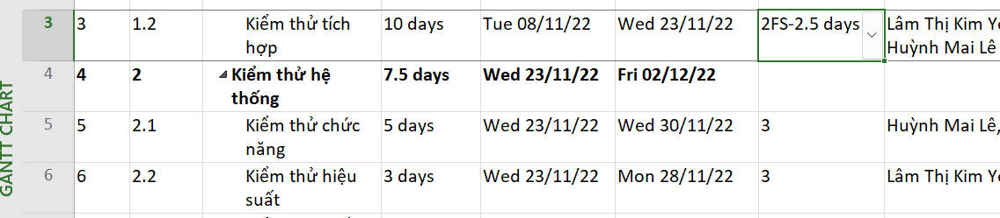 3 3 1.2 Kiểm thử tích 10 days Tue 08/11/22 Wed 23/11/22 2FS-2.5 days Lâm Thị Kim
hợp Huỳnh Mai Lê
4 4 2 Kiểm thử hệ 7.5 days Wed 23/11/22 Fri 02/12/22
thống
5 5 2.1 Kiểm thử chức 5 days Wed 23/11/22 Wed 30/11/22 3 Huỳnh Mai Lê,
năng
6 6 2.2 Kiểm thử hiệu 3 days Wed 23/11/22 Mon 28/11/22 3 Lâm Thị Kim
suất
GANTT CHART